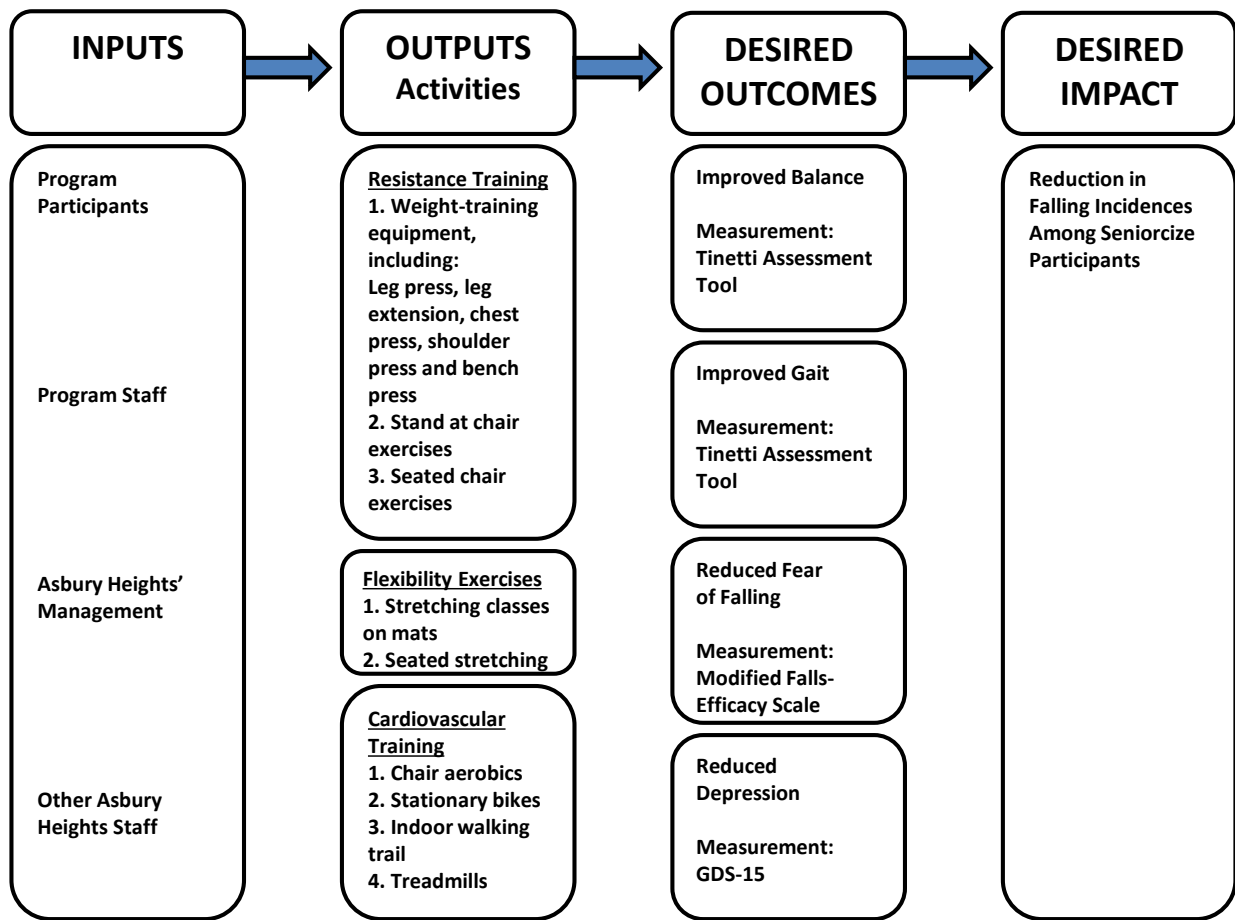 INPUTS
OUTPUTS
Activities
DESIRED
OUTCOMES
DESIRED
IMPACT
Program
Participants
Program Staff
Asbury Heights’
Management
Other Asbury
Heights Staff
Resistance Training
1. Weight-training
equipment,
including:
Leg press, leg
extension, chest
press, shoulder
press and bench
press
2. Stand at chair
exercises
3. Seated chair
exercises
Flexibility Exercises
1. Stretching classes
on mats
2. Seated stretching
Cardiovascular
Training
1. Chair aerobics
2. Stationary bikes
3. Indoor walking
trail
4. Treadmills
Improved Balance
Measurement:
Tinetti Assessment
Tool
Improved Gait
Measurement:
Tinetti Assessment
Tool
Reduced Fear
of Falling
Measurement:
Modified Falls-
Efficacy Scale
Reduced
Depression
Measurement:
GDS-15
Reduction in
Falling Incidences
Among Seniorcize
Participants